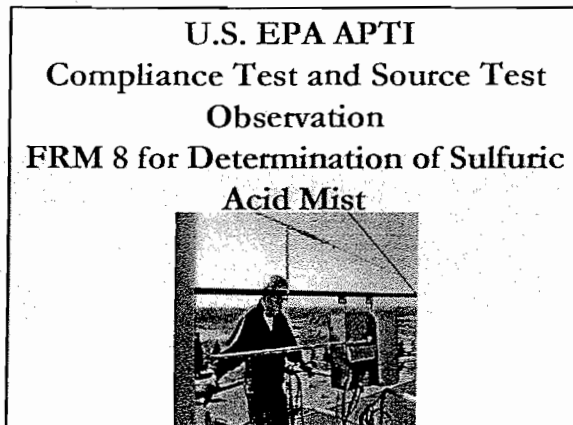 U.S. EPA APTI
Compliance Test and Source Test
Observation
FRM 8 for Determination of Sulfuric
Acid Mist